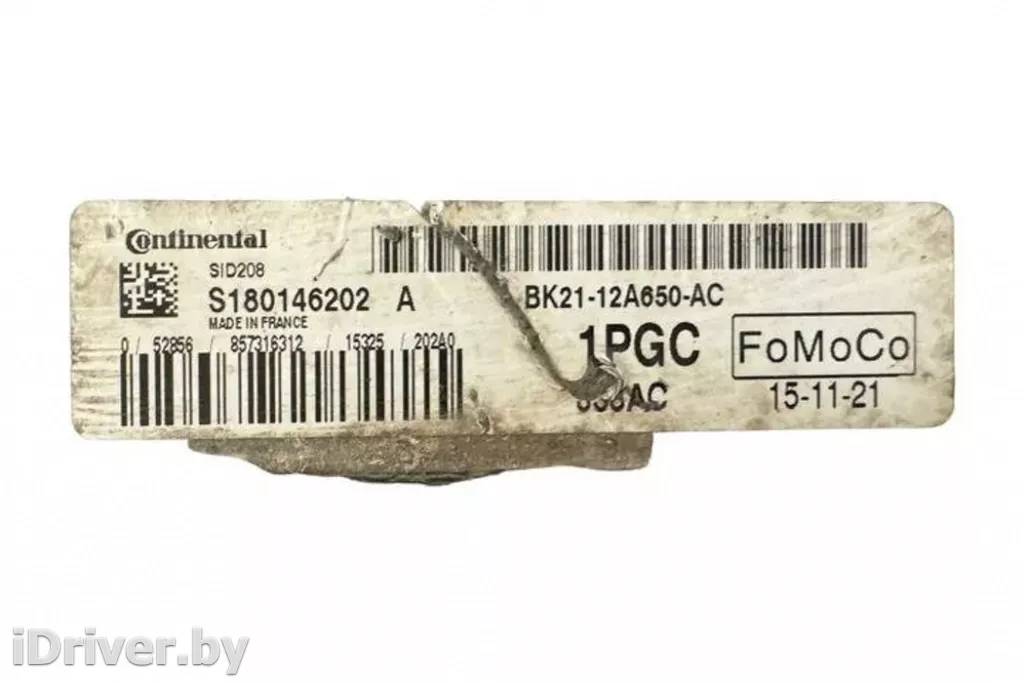 Continental
SID208
S180146202 A
MADE IN FRANCE
0 / 52856 / 857316312 / 15325 / 202A0
BK21-12A650-AC
1PGC
FoMoCo
15-11-21
iDriver.by